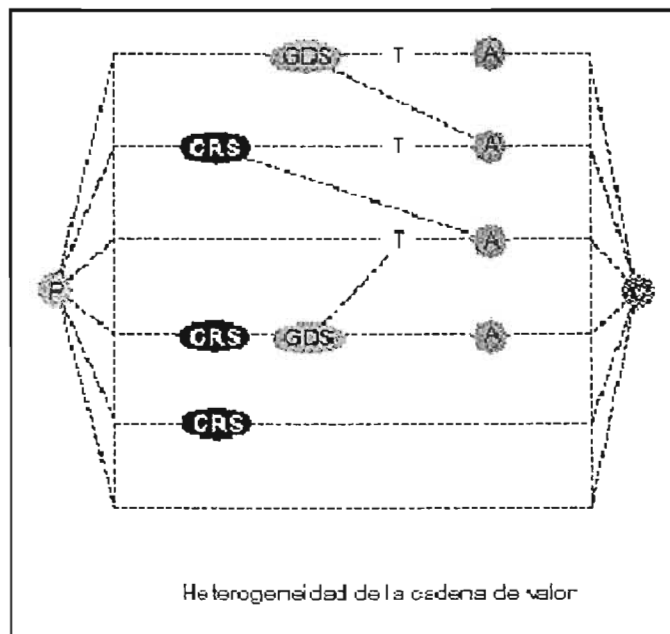 GDS T A
CRS T A
T A
P
CRS GDS A
CRS
Heterogeneidad de la cadena de valor